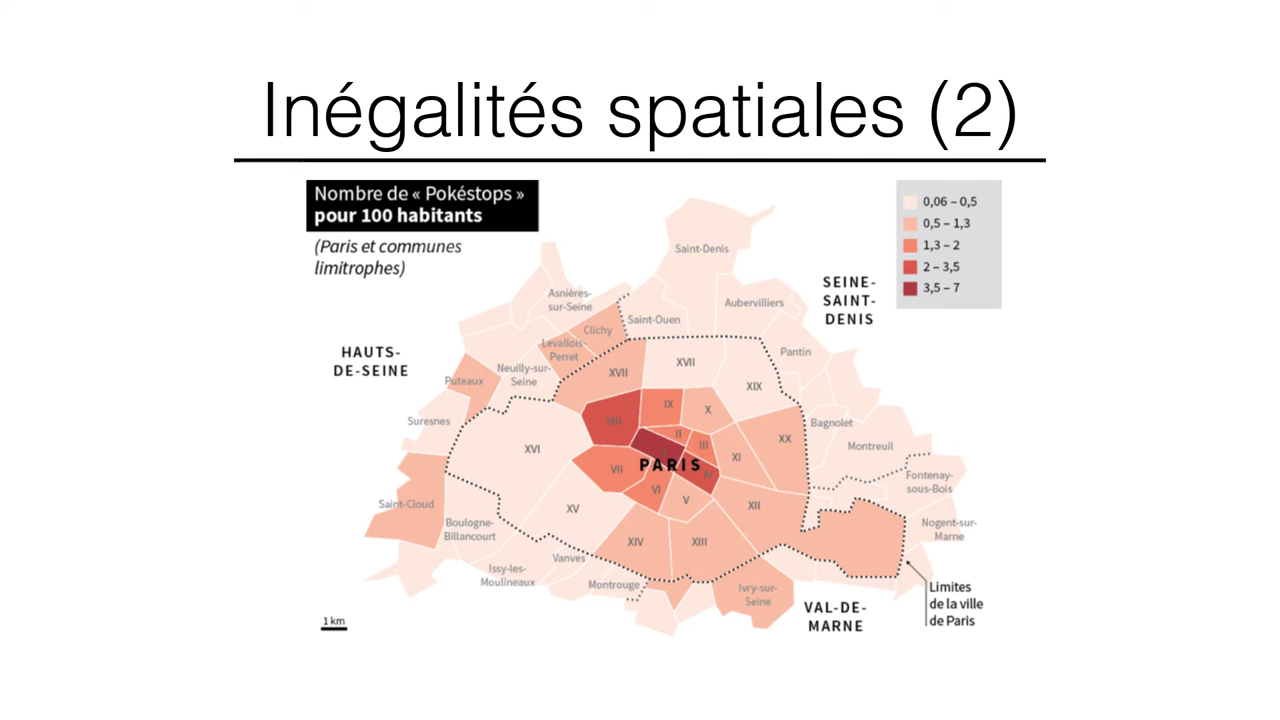 Inégalités spatiales (2)
Nombre de « Pokéstops »
pour 100 habitants
(Paris et communes
limitrophes)
0,06 – 0,5
0,5 – 1,3
1,3 – 2
2 – 3,5
3,5 – 7
SEINE-
SAINT-
DENIS
HAUTS-
DE-SEINE
Saint-Denis
Asnières-
sur-Seine
Aubervilliers
Saint-Ouen
Clichy
Levallois-
Perret
Pantin
Neuilly-sur-
Seine
Puteaux
XVII
XVII
XIX
Suresnes
VIII
IX
X
Bagnolet
II
III
XX
Montreuil
XVI
I
PARIS
XI
VII
IV
Fontenay-
sous-Bois
VI
V
Saint-Cloud
XV
XII
Boulogne-
Billancourt
Nogent-sur-
Marne
XIV
XIII
Vanves
Issy-les-
Moulineaux
Montrouge
Ivry-sur-
Seine
VAL-DE-
MARNE
Limites
de la ville
de Paris
1 km